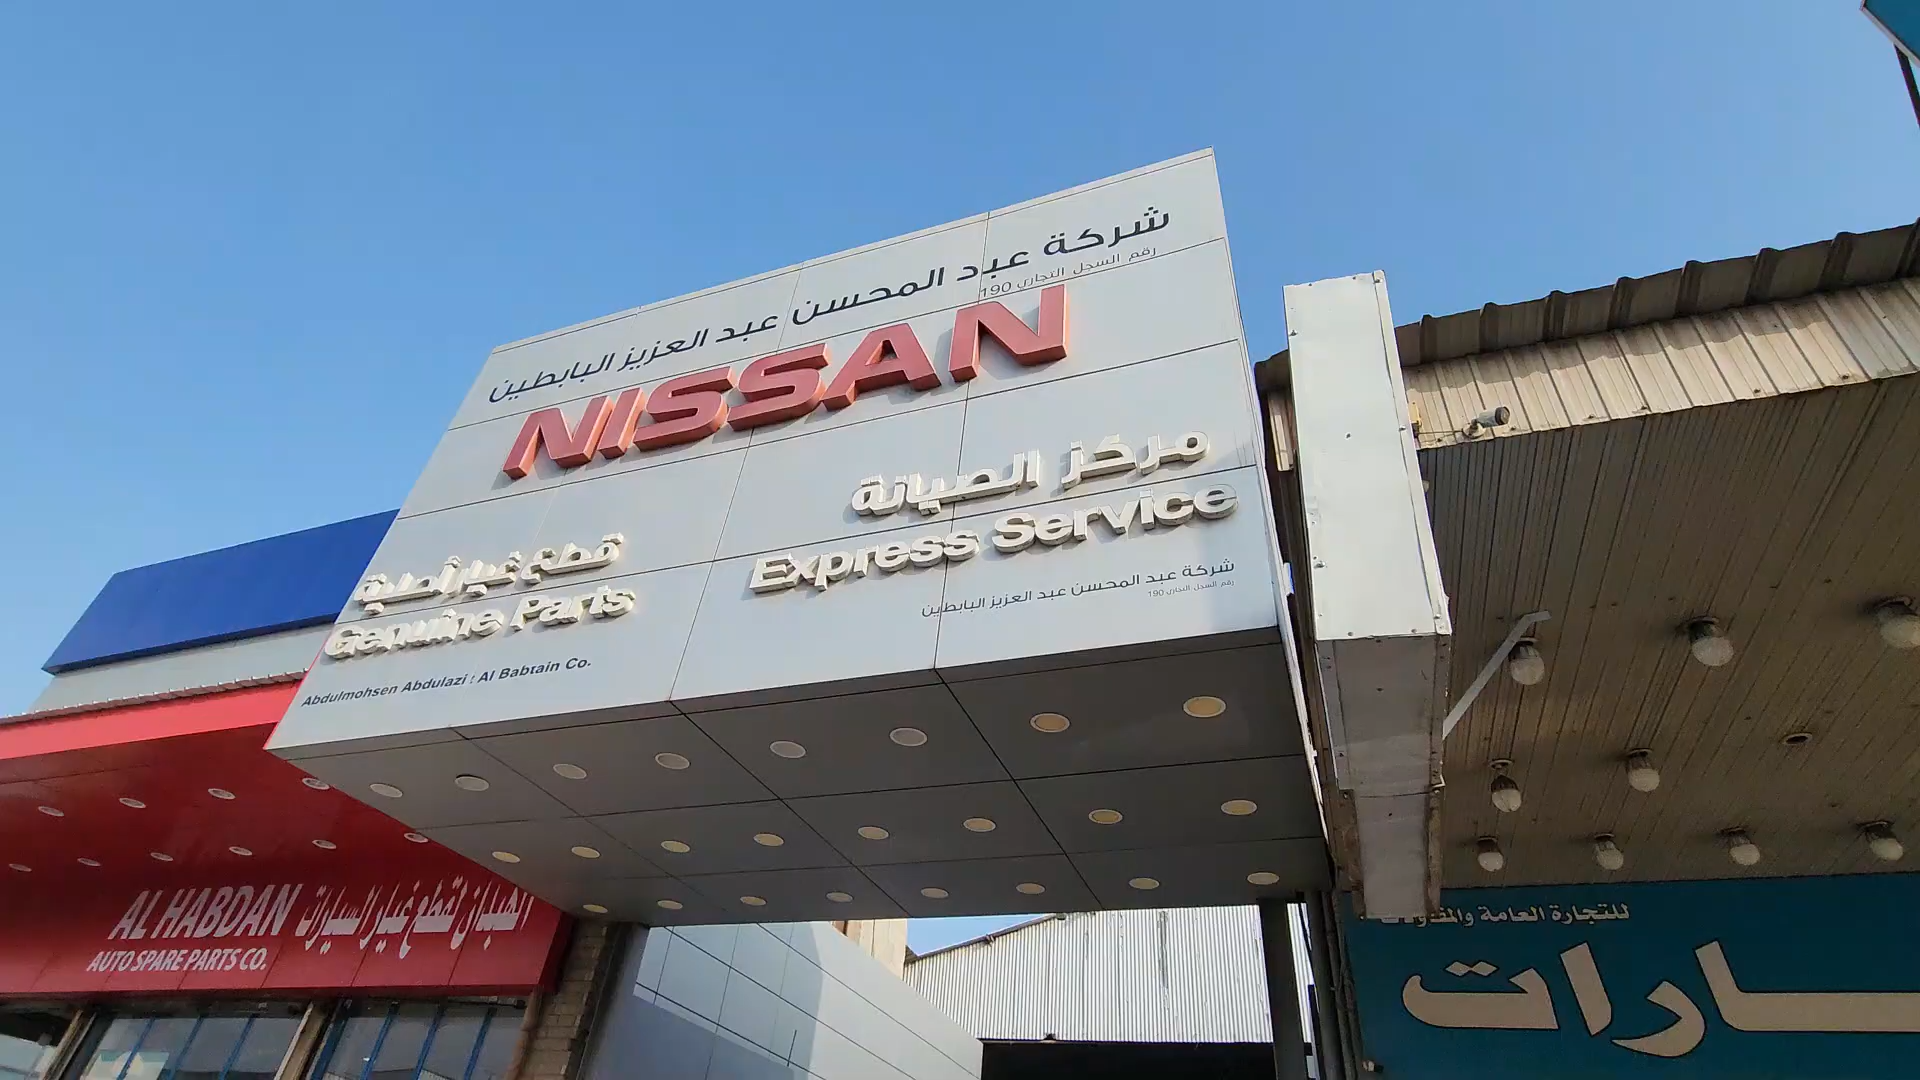 شركة عبد المحسن عبد العزيز البابطين
رقم السجل التجاري 190
NISSAN
مركز الصيانة
Express Service
شركة عبد المحسن عبد العزيز البابطين
رقم السجل التجاري 190
قطع غيار أصلية
Genuine Parts
Abdulmohsen Abdulazi Al Babtain Co.
AL HABDAN الهبدان لقطع غيار السيارات
AUTO SPARE PARTS CO.
للتجارة العامة والمقاولات
ـارات